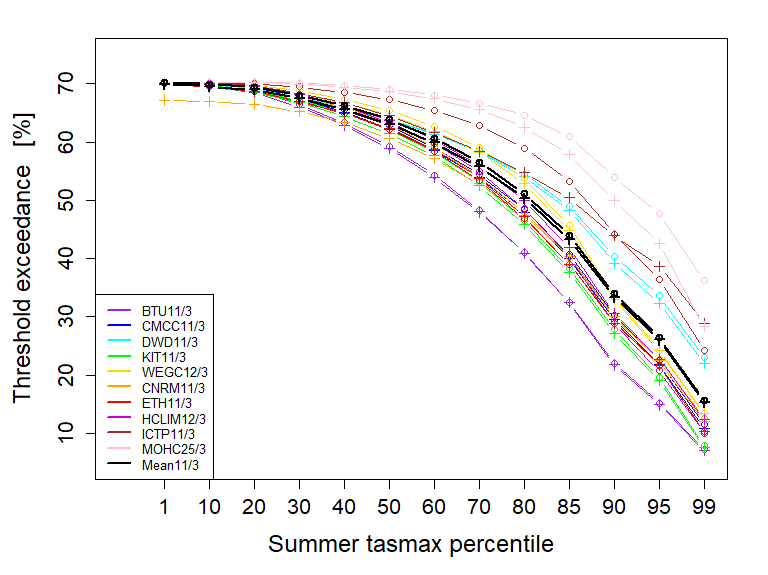 Threshold exceedance [%]
70
60
50
40
30
20
10
BTU11/3
CMCC11/3
DWD11/3
KIT11/3
WEGC12/3
CNRM11/3
ETH11/3
HCLIM12/3
ICTP11/3
MOHC25/3
Mean11/3
1 10 20 30 40 50 60 70 80 85 90 95 99
Summer tasmax percentile